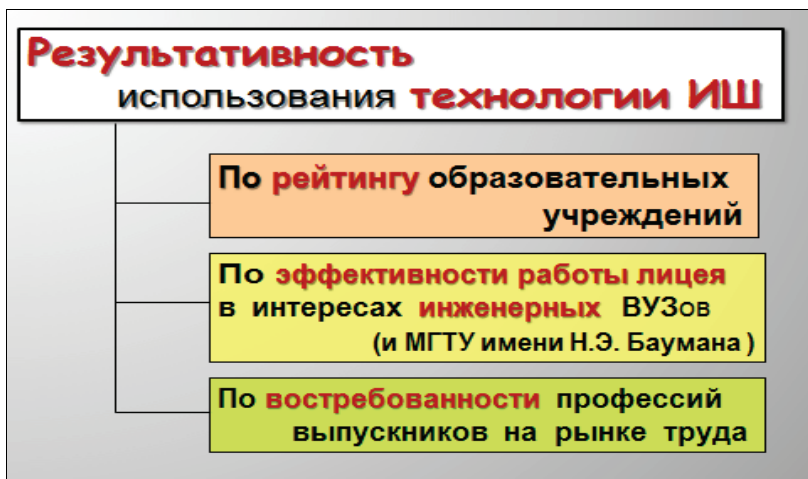 Результативность
использования технологии ИШ
По рейтингу образовательных
учреждений
По эффективности работы лицея
в интересах инженерных ВУЗов
(и МГТУ имени Н.Э. Баумана )
По востребованности профессий
выпускников на рынке труда